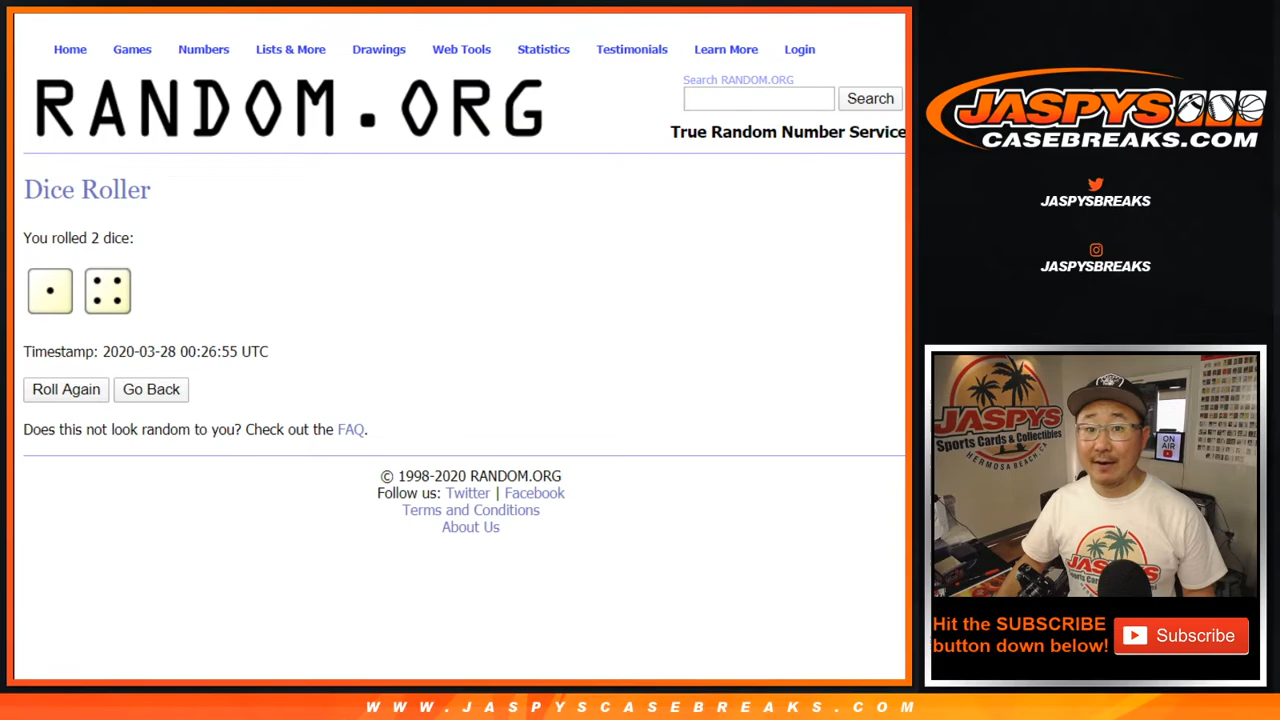 Home Games Numbers Lists & More Drawings Web Tools Statistics Testimonials Learn More Login
RANDOM.ORG
Search RANDOM.ORG
Search
True Random Number Service
Dice Roller
You rolled 2 dice:
Timestamp: 2020-03-28 00:26:55 UTC
Roll Again Go Back
Does this not look random to you? Check out the FAQ.
© 1998-2020 RANDOM.ORG
Follow us: Twitter | Facebook
Terms and Conditions
About Us
JASPYS
CASEBREAKS.COM
JASPYSBREAKS
JASPYSBREAKS
JASPYS
Sports Cards & Collectibles
HERMOSA BEACH, CA
ON
AIR
JASPYS
Hit the SUBSCRIBE
button down below!
Subscribe
WWW.JASPYSCASEBREAKS.COM